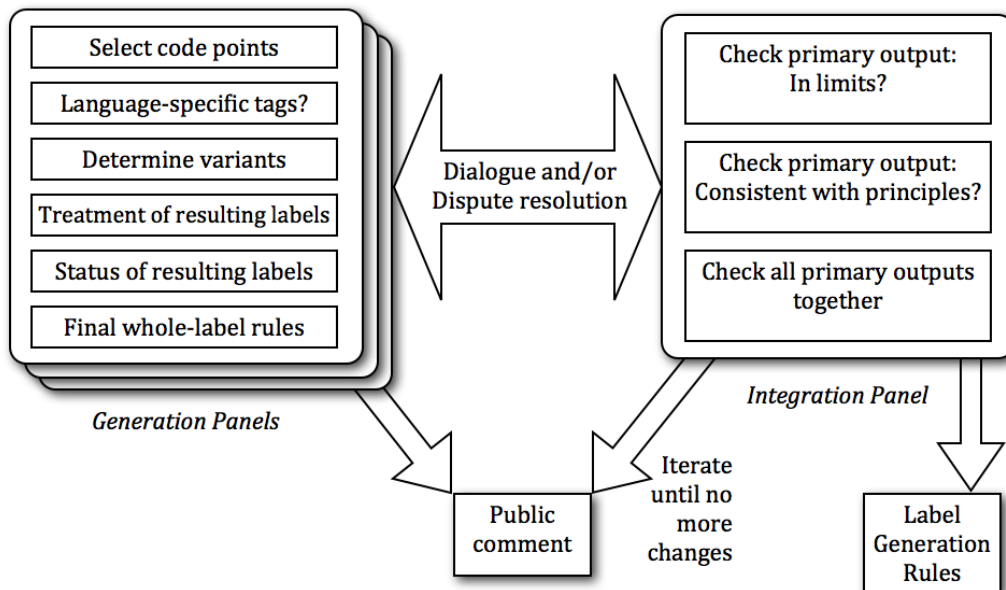 Select code points
Language-specific tags?
Determine variants
Treatment of resulting labels
Status of resulting labels
Final whole-label rules
Generation Panels
Dialogue and/or
Dispute resolution
Check primary output:
In limits?
Check primary output:
Consistent with principles?
Check all primary outputs
together
Integration Panel
Public
comment
Iterate
until no
more
changes
Label
Generation
Rules